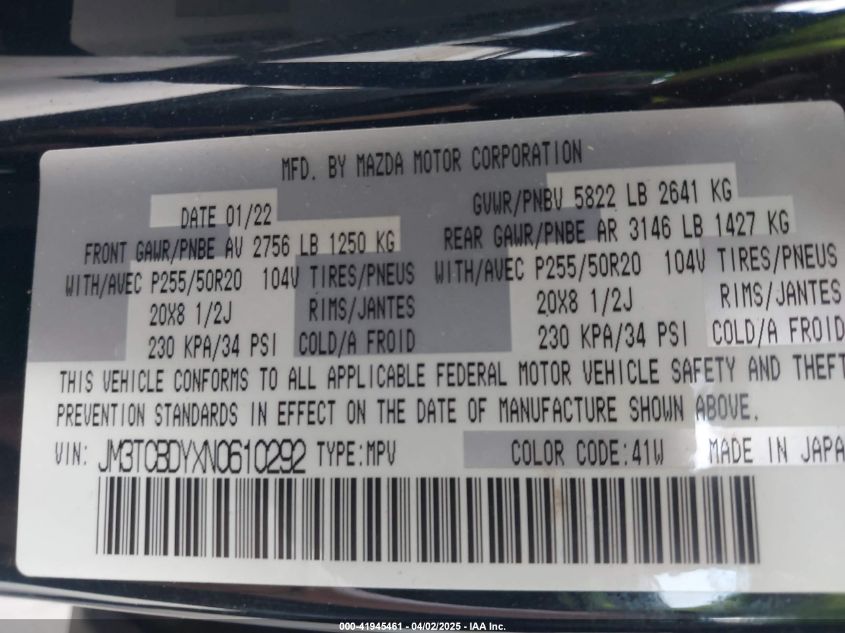 MFD. BY MAZDA MOTOR CORPORATION
DATE 01/22 GVWR/PNBV 5822 LB 2641 KG
FRONT GAWR/PNBE AV 2756 LB 1250 KG REAR GAWR/PNBE AR 3146 LB 1427 KG
WITH/AVEC P255/50R20 104V TIRES/PNEUS WITH/AVEC P255/50R20 104V TIRES/PNEUS
20X8 1/2J RIMS/JANTES 20X8 1/2J RIMS/JANTES
230 KPA/34 PSI COLD/A FROID 230 KPA/34 PSI COLD/A FROID
THIS VEHICLE CONFORMS TO ALL APPLICABLE FEDERAL MOTOR VEHICLE SAFETY AND THEFT
PREVENTION STANDARDS IN EFFECT ON THE DATE OF MANUFACTURE SHOWN ABOVE.
VIN: JM3TCBDYXN0610292 TYPE:MPV COLOR CODE:41W MADE IN JAPA
000-41945461 - 04/02/2025 - IAA Inc.